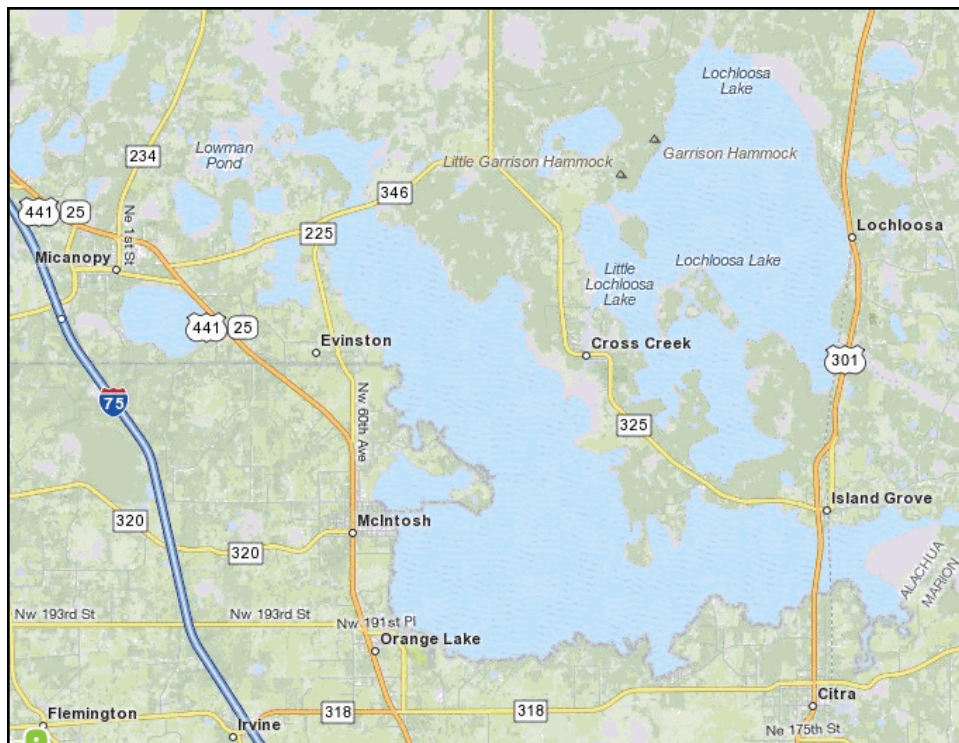 Lochloosa
Lake
Lowman
Pond
234
Little Garrison Hammock
Garrison Hammock
346
441
25
Ne 1st St
225
Lochloosa
Micanopy
Little
Lochloosa
Lake
Lochloosa Lake
441
25
Evinston
Cross Creek
301
75
Nw 60th Ave
325
Island Grove
320
McIntosh
320
ALACHUA
MARION
Nw 193rd St
Nw 193rd St
Nw 191st Pl
Orange Lake
Citra
Flemington
318
318
Irvine
Ne 175th St